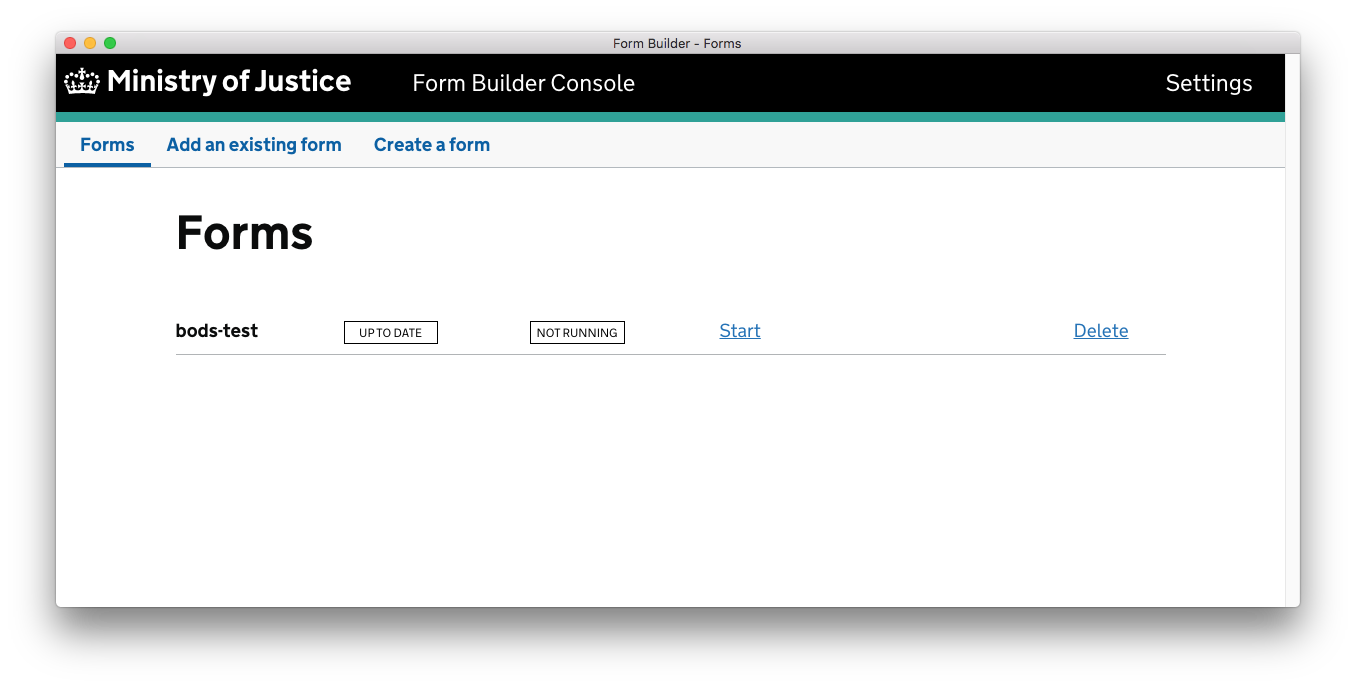 Form Builder - Forms
Ministry of Justice Form Builder Console Settings
Forms Add an existing form Create a form
Forms
bods-test UP TO DATE NOT RUNNING Start Delete